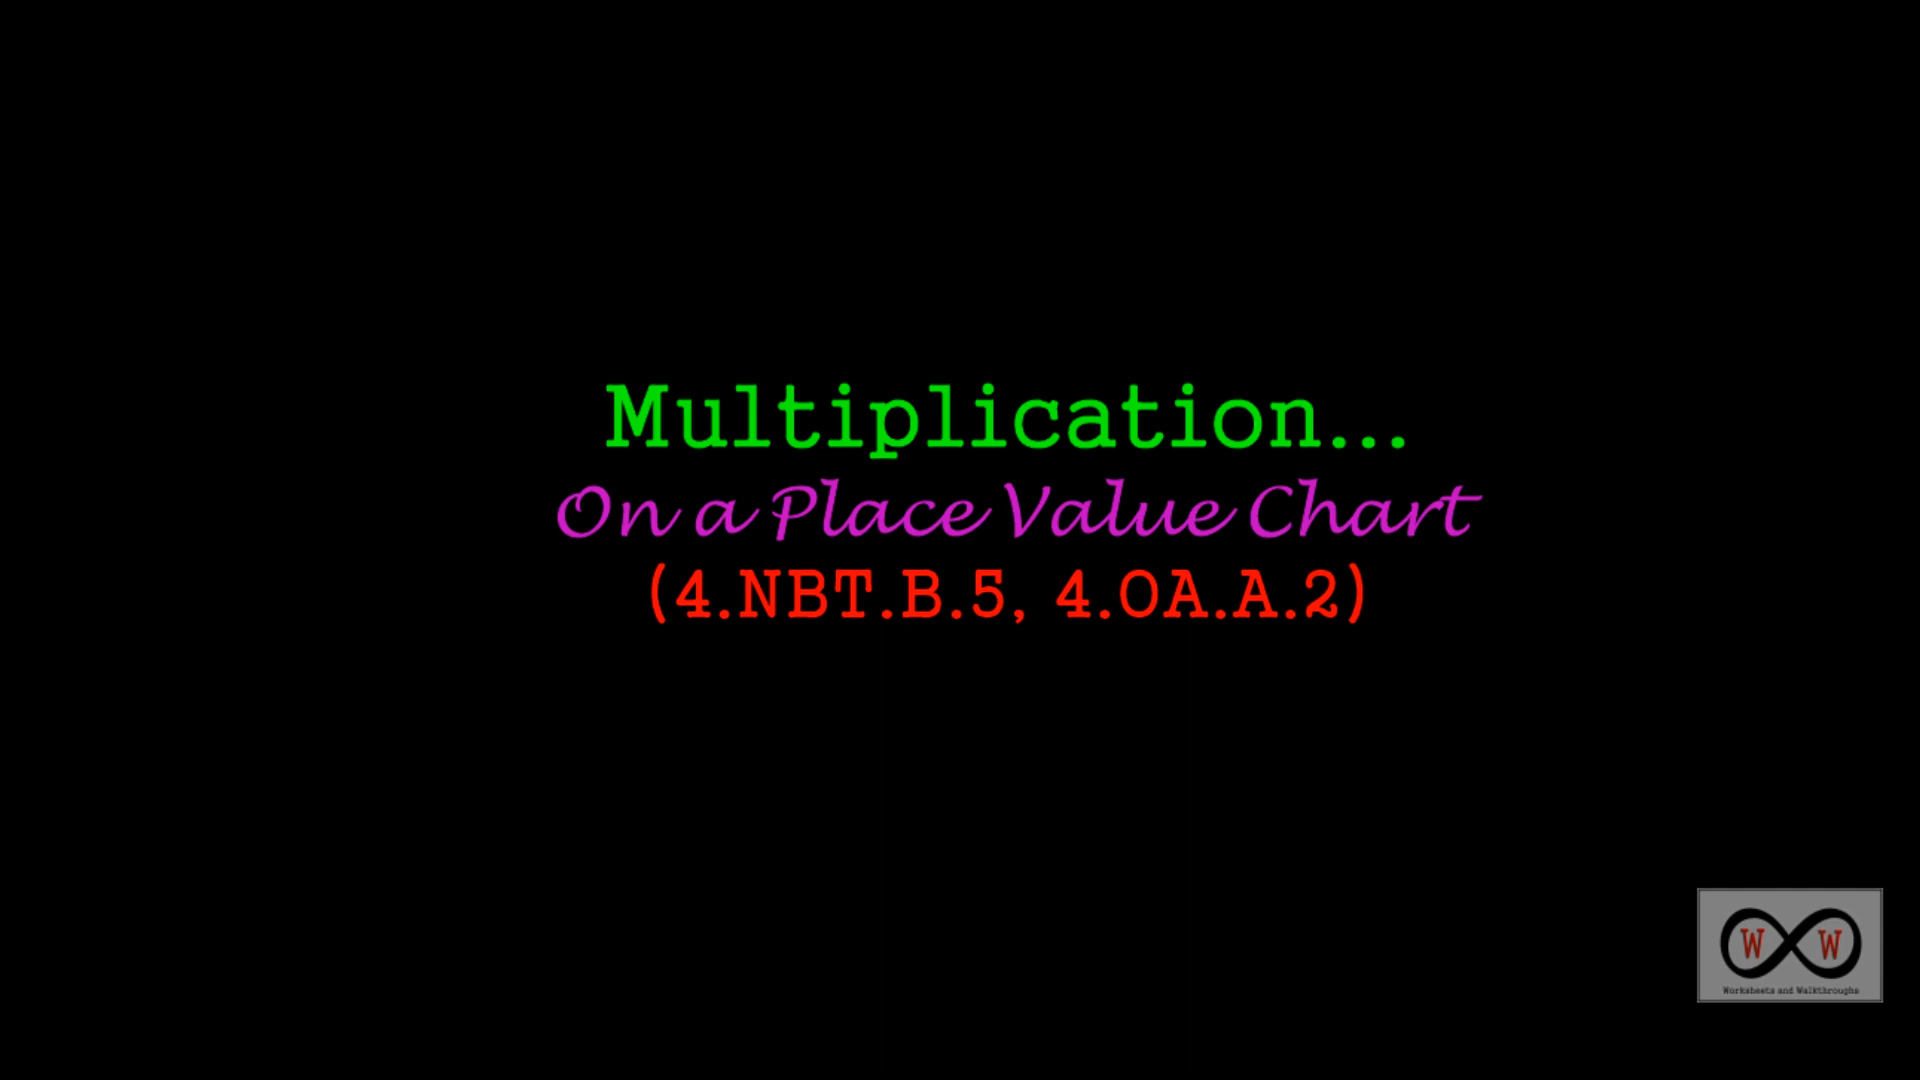 Multiplication...
On a Place Value Chart
(4.NBT.B.5, 4.OA.A.2)
W W
Worksheets and Walkthroughs